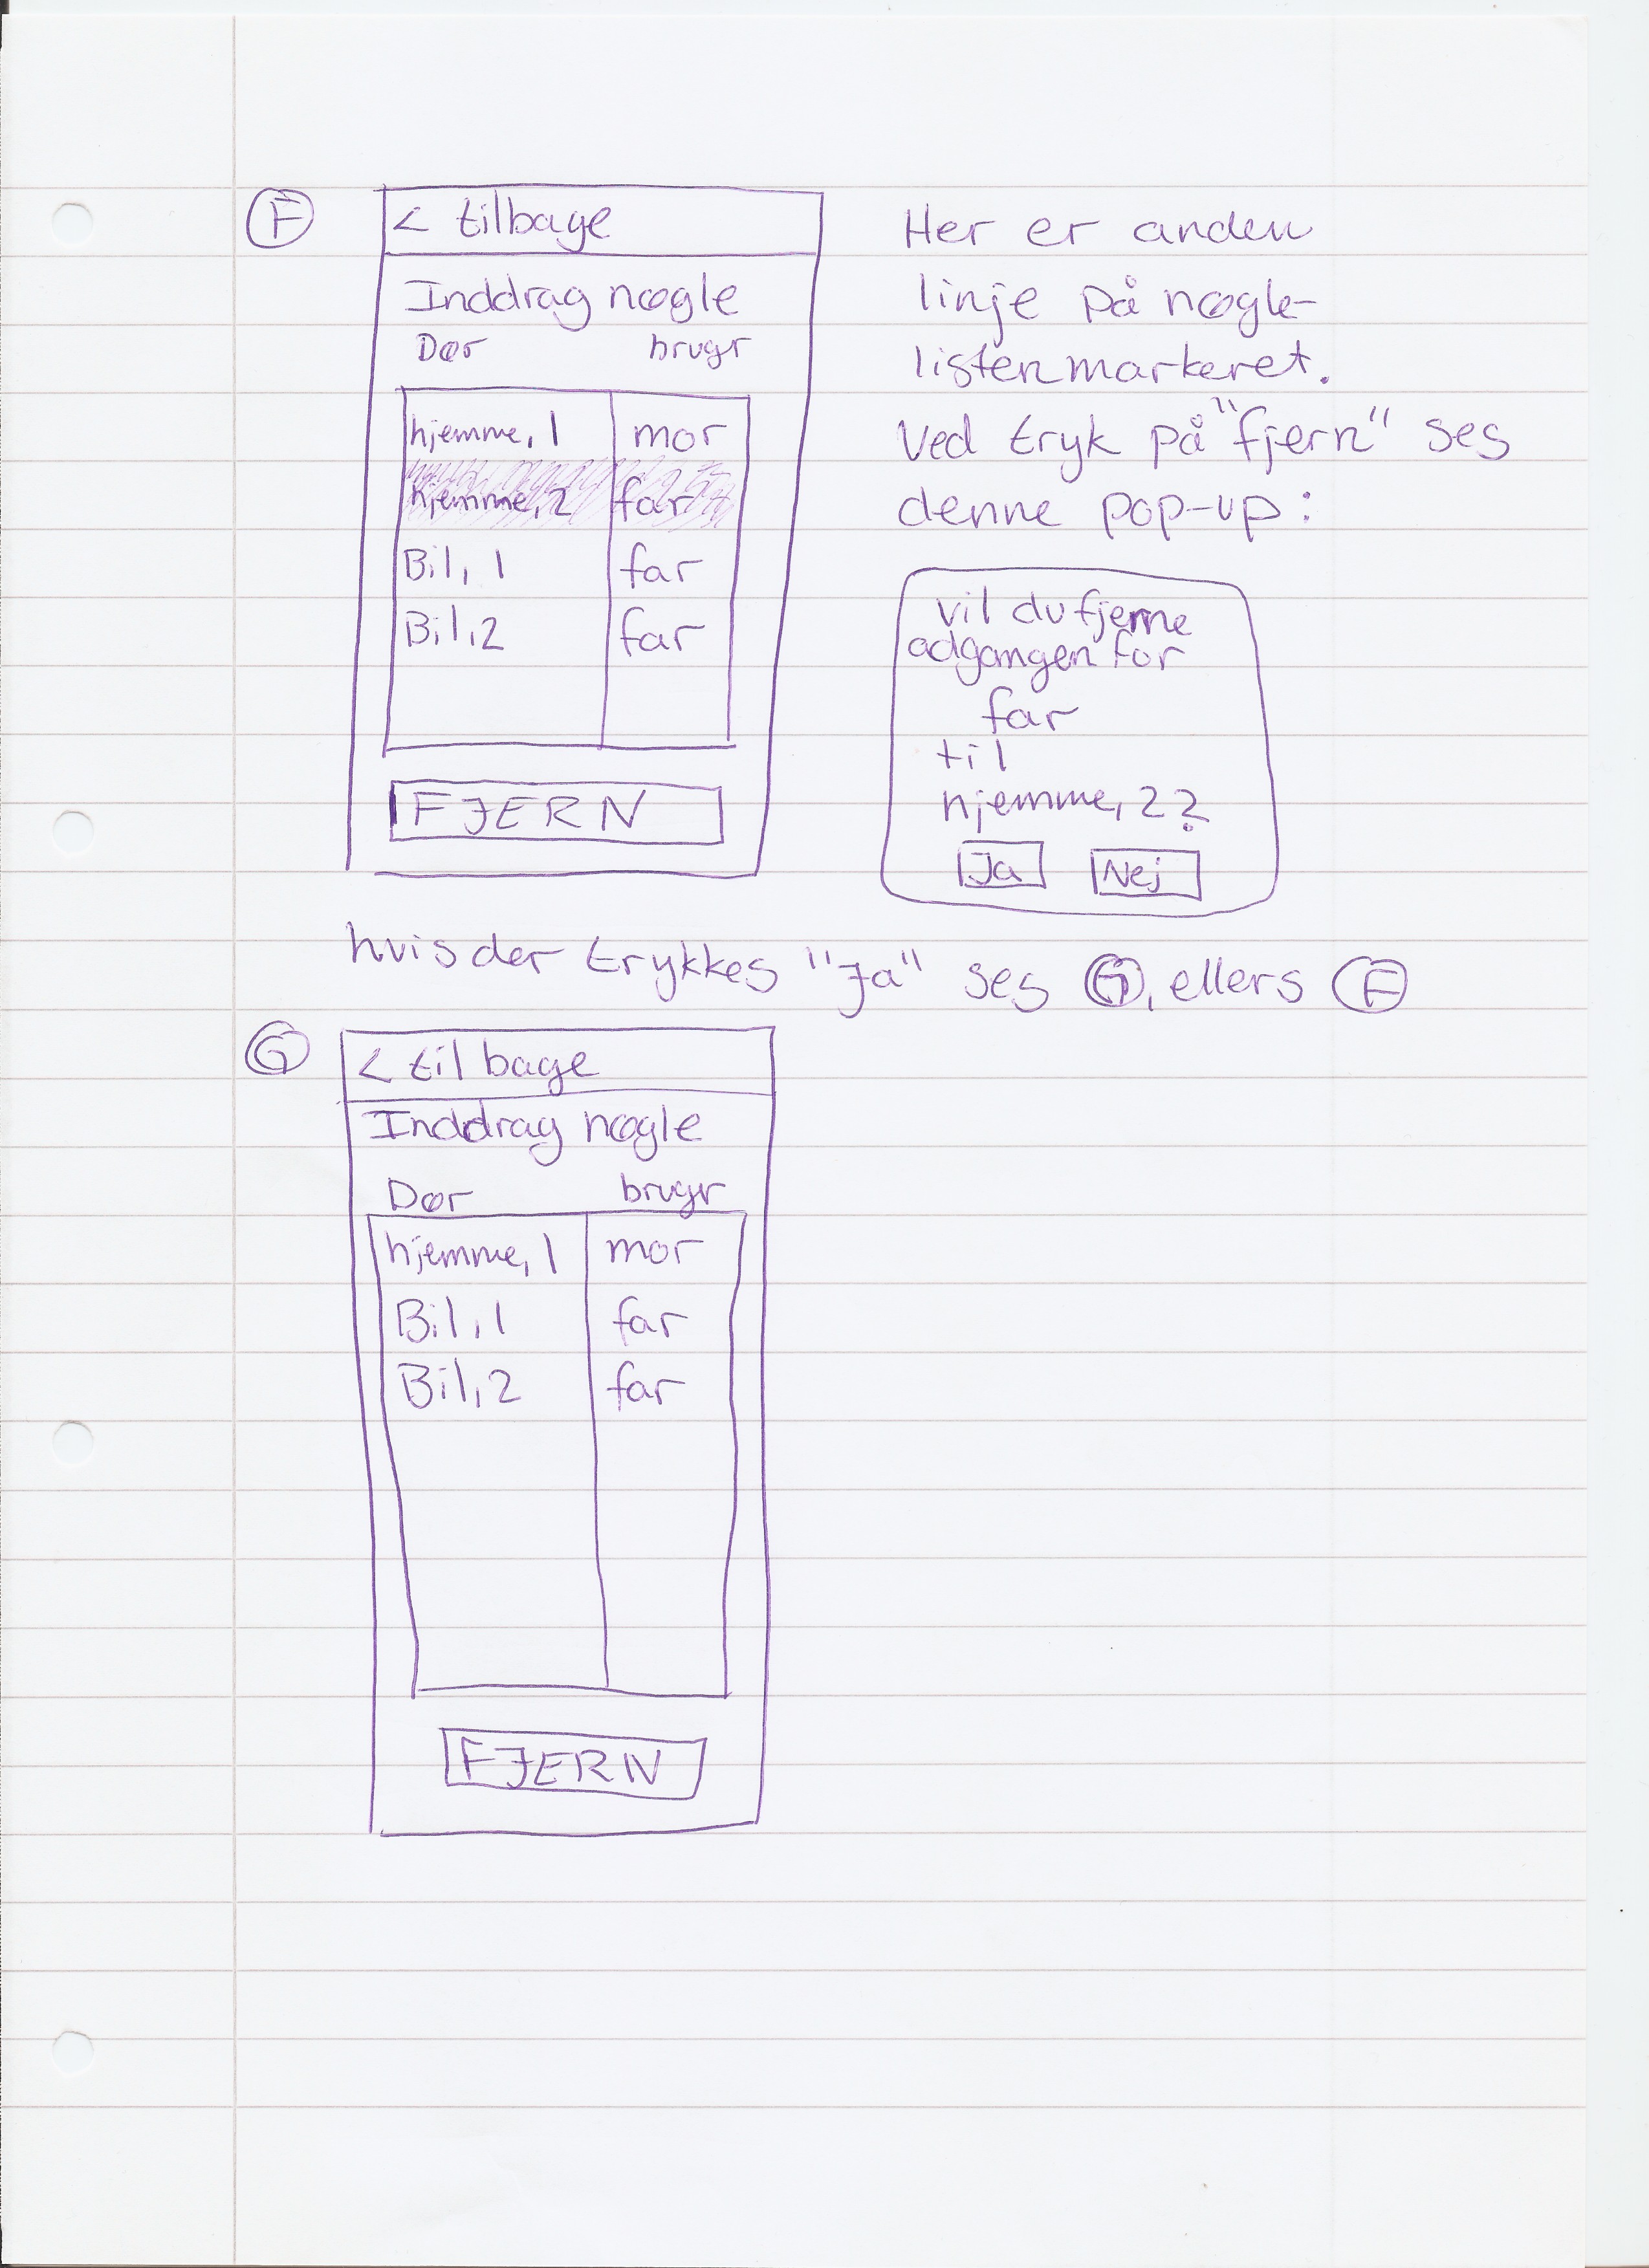 F
< tilbage
Inddrag nøgle
Dør brugr
hjemme, 1 mor
hjemme, 2 far
Bil, 1 far
Bil, 2 far
FJERN
Her er anden
linje på nøgle-
listen markeret.
Ved tryk på "fjern" ses
denne pop-up:
vil du fjerne
adgangen for
far
til
hjemme, 2?
Ja Nej
hvis der trykkes "Ja" ses G, ellers F
G
< tilbage
Inddrag nøgle
Dør brugr
hjemme, 1 mor
Bil, 1 far
Bil, 2 far
FJERN